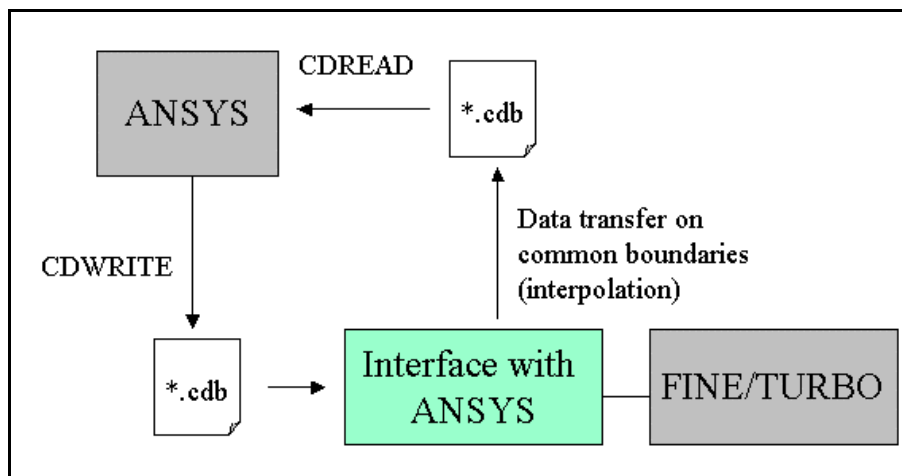 CDREAD
ANSYS
*.cdb
Data transfer on
common boundaries
(interpolation)
CDWRITE
*.cdb
Interface with
ANSYS
FINE/TURBO